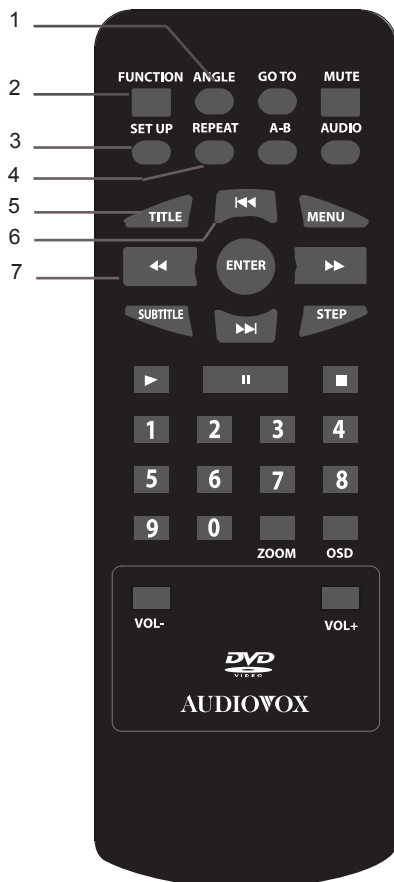 1
FUNCTION ANGLE GO TO MUTE
2
SET UP REPEAT A-B AUDIO
3
4
5
TITLE MENU
6
7
ENTER
SUBTITLE STEP
1 2 3 4
5 6 7 8
9 0
ZOOM OSD
VOL- VOL+
DVD
VIDEO
AUDIOVOX